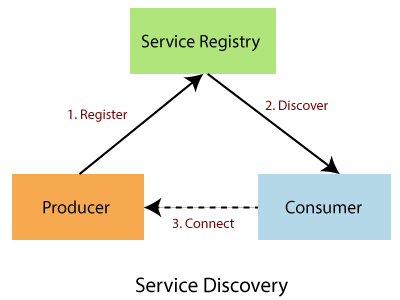 Service Registry
1. Register
2. Discover
Producer
Consumer
3. Connect
Service Discovery